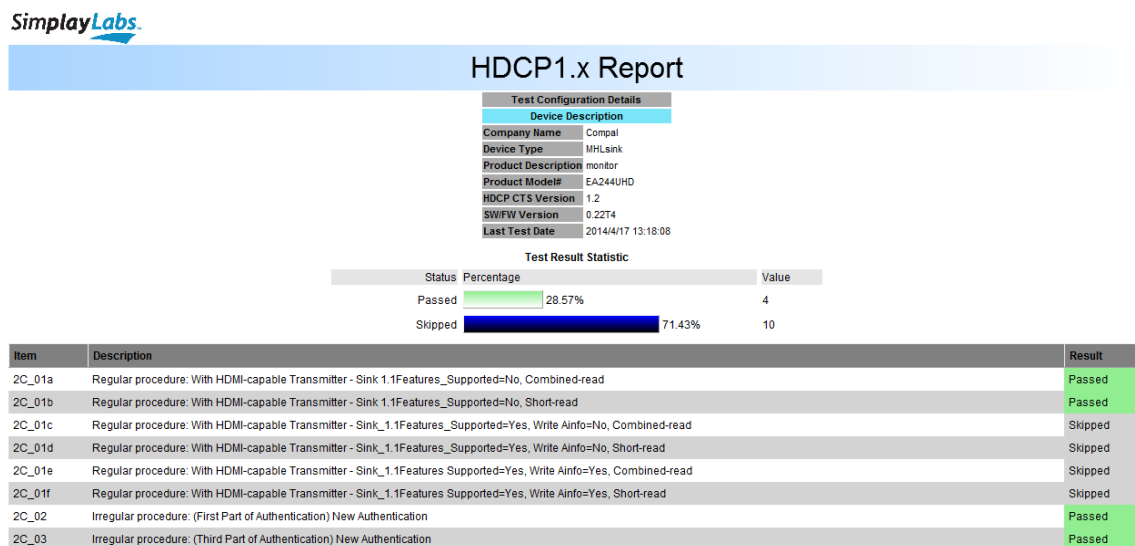 SimplayLabs
HDCP1.x Report
Test Configuration Details
Device Description
Company Name Compal
Device Type MHLsink
Product Description monitor
Product Model# EA244UHD
HDCP CTS Version 1.2
SW/FW Version 0.22T4
Last Test Date 2014/4/17 13:18:08
Test Result Statistic
Status Percentage Value
Passed 28.57% 4
Skipped 71.43% 10
Item Description Result
2C_01a Regular procedure: With HDMI-capable Transmitter - Sink 1.1Features_Supported=No, Combined-read Passed
2C_01b Regular procedure: With HDMI-capable Transmitter - Sink 1.1Features_Supported=No, Short-read Passed
2C_01c Regular procedure: With HDMI-capable Transmitter - Sink_1.1Features_Supported=Yes, Write Ainfo=No, Combined-read Skipped
2C_01d Regular procedure: With HDMI-capable Transmitter - Sink_1.1Features_Supported=Yes, Write Ainfo=No, Short-read Skipped
2C_01e Regular procedure: With HDMI-capable Transmitter - Sink_1.1Features Supported=Yes, Write Ainfo=Yes, Combined-read Skipped
2C_01f Regular procedure: With HDMI-capable Transmitter - Sink_1.1Features Supported=Yes, Write Ainfo=Yes, Short-read Skipped
2C_02 Irregular procedure: (First Part of Authentication) New Authentication Passed
2C_03 Irregular procedure: (Third Part of Authentication) New Authentication Passed